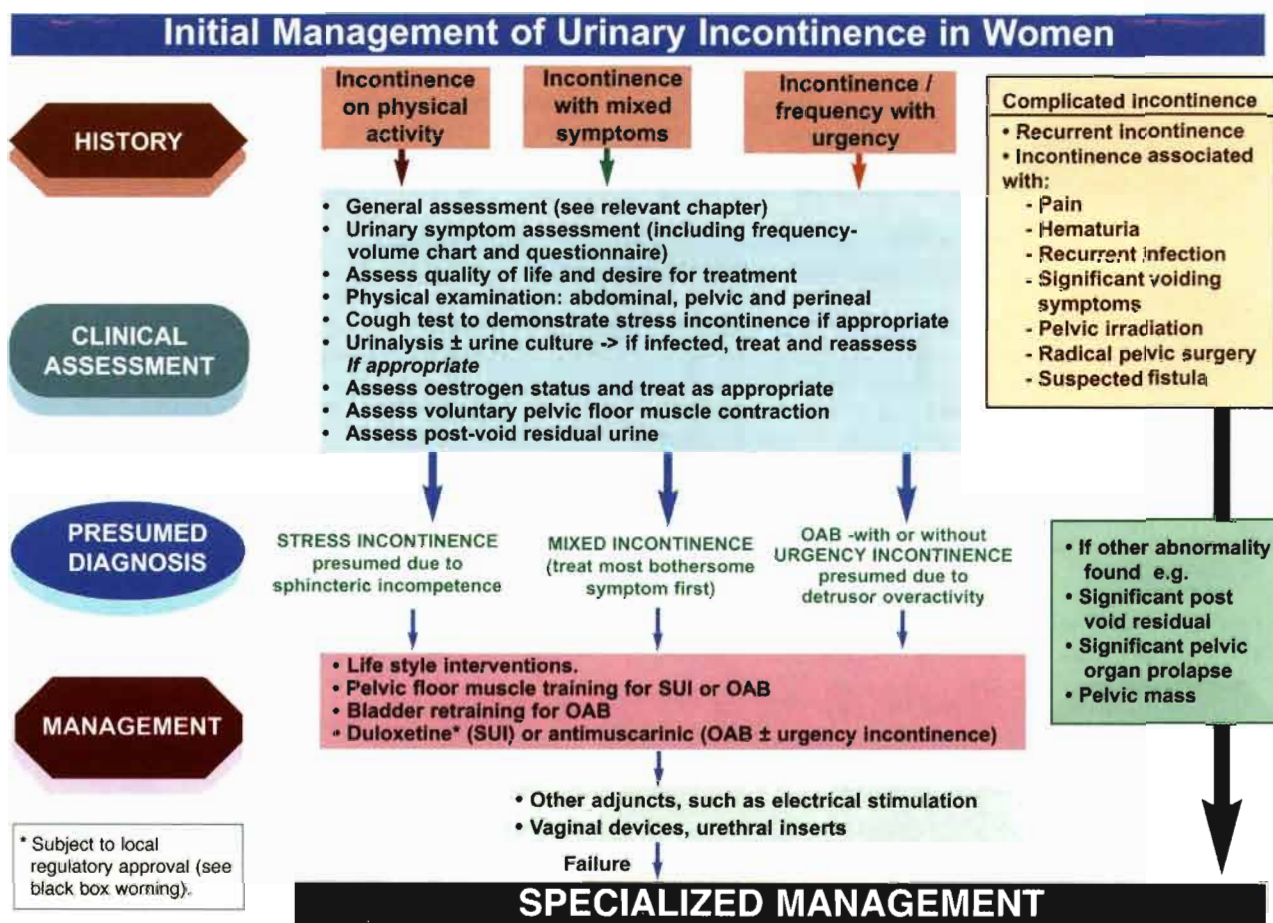 Initial Management of Urinary Incontinence in Women
HISTORY
Incontinence
on physical
activity
Incontinence
with mixed
symptoms
Incontinence /
frequency with
urgency
Complicated incontinence
• Recurrent incontinence
• Incontinence associated
with:
- Pain
- Hematuria
- Recurrent infection
- Significant voiding
symptoms
- Pelvic irradiation
- Radical pelvic surgery
- Suspected fistula
CLINICAL
ASSESSMENT
• General assessment (see relevant chapter)
• Urinary symptom assessment (including frequency-
volume chart and questionnaire)
• Assess quality of life and desire for treatment
• Physical examination: abdominal, pelvic and perineal
• Cough test to demonstrate stress incontinence if appropriate
• Urinalysis ± urine culture -> if infected, treat and reassess
If appropriate
• Assess oestrogen status and treat as appropriate
• Assess voluntary pelvic floor muscle contraction
• Assess post-void residual urine
PRESUMED
DIAGNOSIS
STRESS INCONTINENCE
presumed due to
sphincteric incompetence
MIXED INCONTINENCE
(treat most bothersome
symptom first)
OAB -with or without
URGENCY INCONTINENCE
presumed due to
detrusor overactivity
• If other abnormality
found e.g.
• Significant post
void residual
• Significant pelvic
organ prolapse
• Pelvic mass
MANAGEMENT
• Life style interventions.
• Pelvic floor muscle training for SUI or OAB
• Bladder retraining for OAB
• Duloxetine* (SUI) or antimuscarinic (OAB ± urgency incontinence)
• Other adjuncts, such as electrical stimulation
• Vaginal devices, urethral inserts
Failure
* Subject to local
regulatory approval (see
black box worning).
SPECIALIZED MANAGEMENT